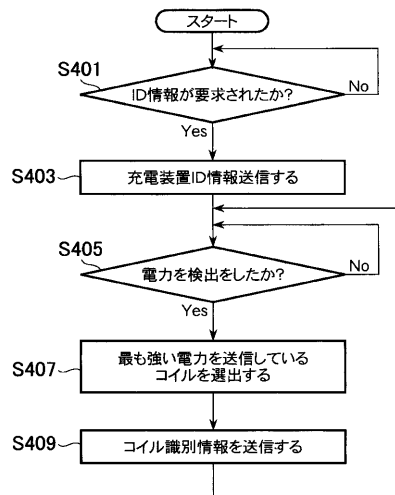 スタート
S401
ID情報が要求されたか?
No
Yes
S403
充電装置ID情報送信する
S405
電力を検出をしたか?
No
Yes
S407
最も強い電力を送信している
コイルを選出する
S409
コイル識別情報を送信する